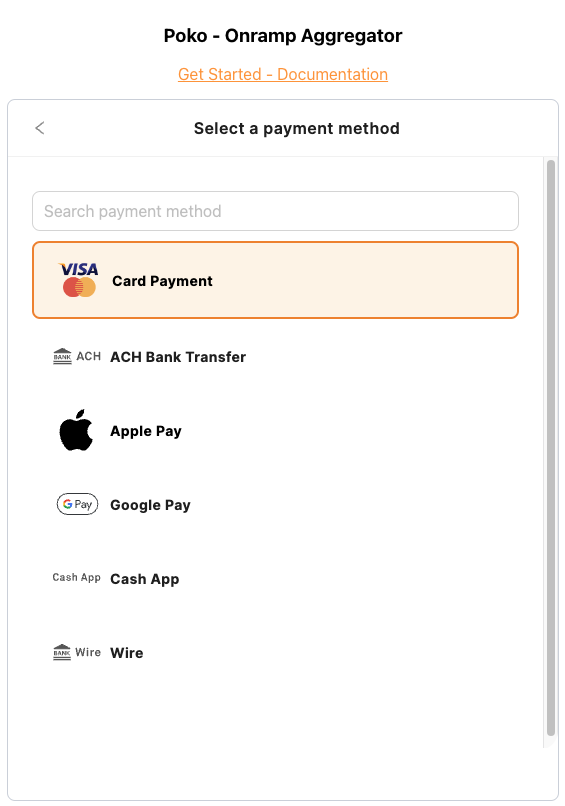 Poko - Onramp Aggregator
Get Started - Documentation
Select a payment method
Search payment method
VISA Card Payment
BANK ACH ACH Bank Transfer
Apple Pay
G Pay Google Pay
Cash App Cash App
BANK Wire Wire